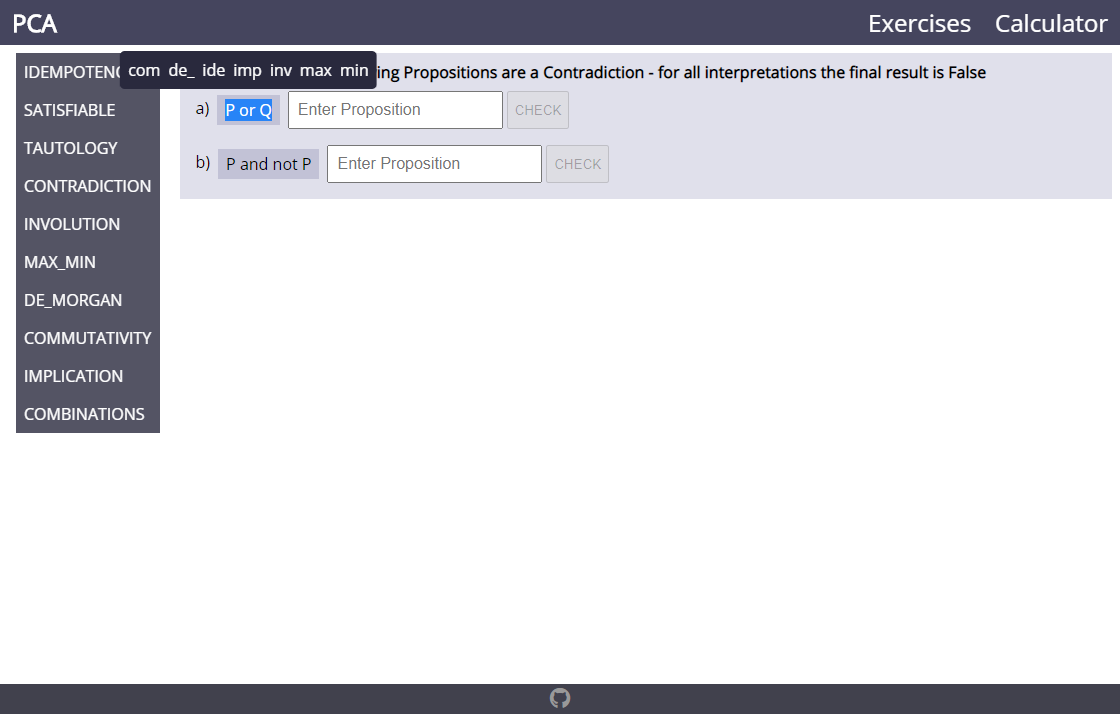 PCA
Exercises Calculator
IDEMPOTENC
com de_ ide imp inv max min
ing Propositions are a Contradiction - for all interpretations the final result is False
SATISFIABLE
a) P or Q Enter Proposition CHECK
TAUTOLOGY
b) P and not P Enter Proposition CHECK
CONTRADICTION
INVOLUTION
MAX_MIN
DE_MORGAN
COMMUTATIVITY
IMPLICATION
COMBINATIONS